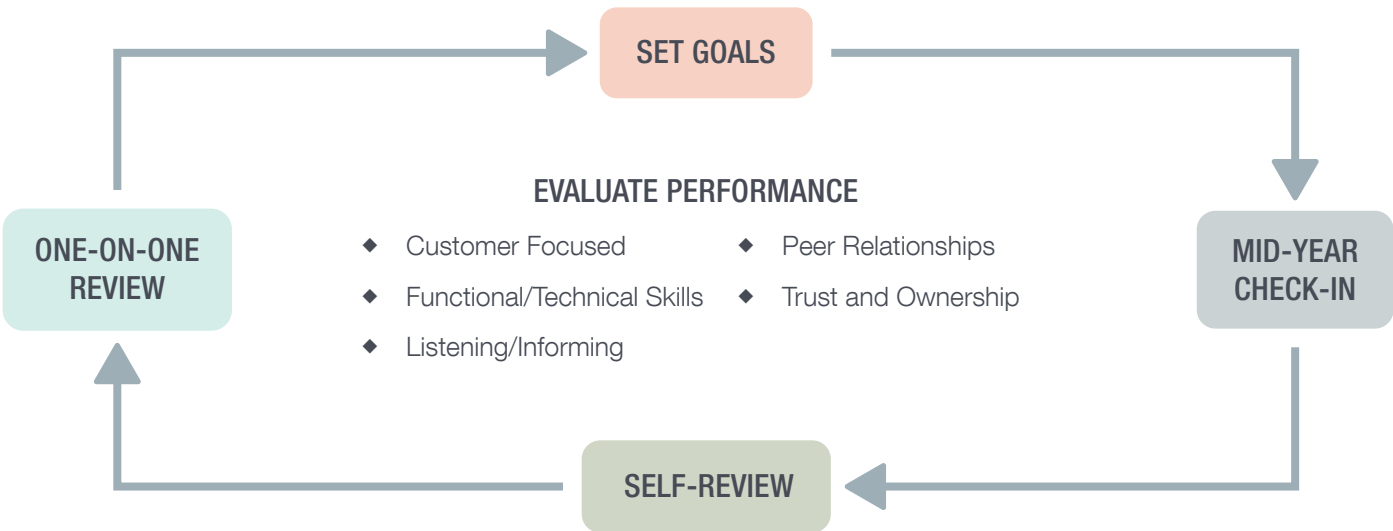 SET GOALS
EVALUATE PERFORMANCE
ONE-ON-ONE
REVIEW
◆ Customer Focused
◆ Functional/Technical Skills
◆ Listening/Informing
◆ Peer Relationships
◆ Trust and Ownership
MID-YEAR
CHECK-IN
SELF-REVIEW